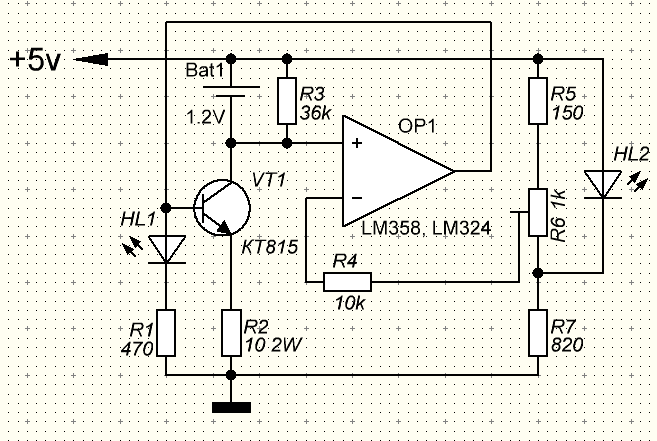 +5v
Bat1
1.2V
R3
36k
OP1
R5
150
HL2
VT1
+
-
R6 1k
HL1
KT815
LM358, LM324
R4
10k
R1
470
R2
10 2W
R7
820